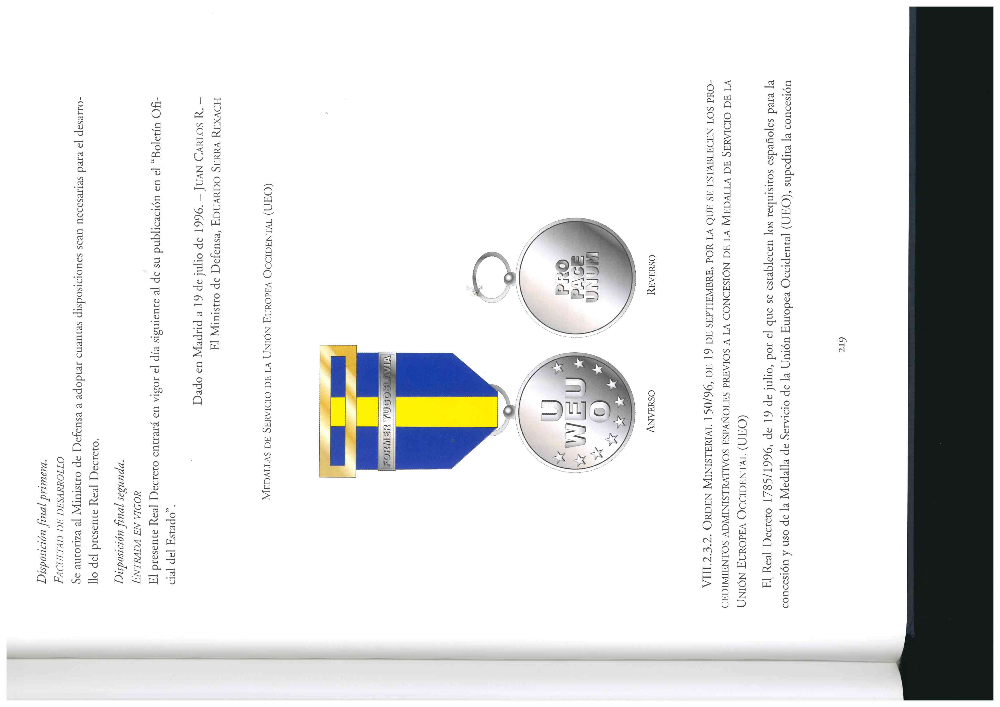 Disposición final primera.
FACULTAD DE DESARROLLO
Se autoriza al Ministro de Defensa a adoptar cuantas disposiciones sean necesarias para el desarro-
llo del presente Real Decreto.
Disposición final segunda.
ENTRADA EN VIGOR
El presente Real Decreto entrará en vigor el día siguiente al de su publicación en el “Boletín Ofi-
cial del Estado”.
Dado en Madrid a 19 de julio de 1996. – JUAN CARLOS R. –
El Ministro de Defensa, EDUARDO SERRA REXACH
MEDALLAS DE SERVICIO DE LA UNIÓN EUROPEA OCCIDENTAL (UEO)
FORMER YUGOSLAVIA
U
WEU
O
ANVERSO
PRO
PACE
UNUM
REVERSO
VIII.2.3.2. ORDEN MINISTERIAL 150/96, DE 19 DE SEPTIEMBRE, POR LA QUE SE ESTABLECEN LOS PRO-
CEDIMIENTOS ADMINISTRATIVOS ESPAÑOLES PREVIOS A LA CONCESIÓN DE LA MEDALLA DE SERVICIO DE LA
UNIÓN EUROPEA OCCIDENTAL (UEO)
El Real Decreto 1785/1996, de 19 de julio, por el que se establecen los requisitos españoles para la
concesión y uso de la Medalla de Servicio de la Unión Europea Occidental (UEO), supedita la concesión
219